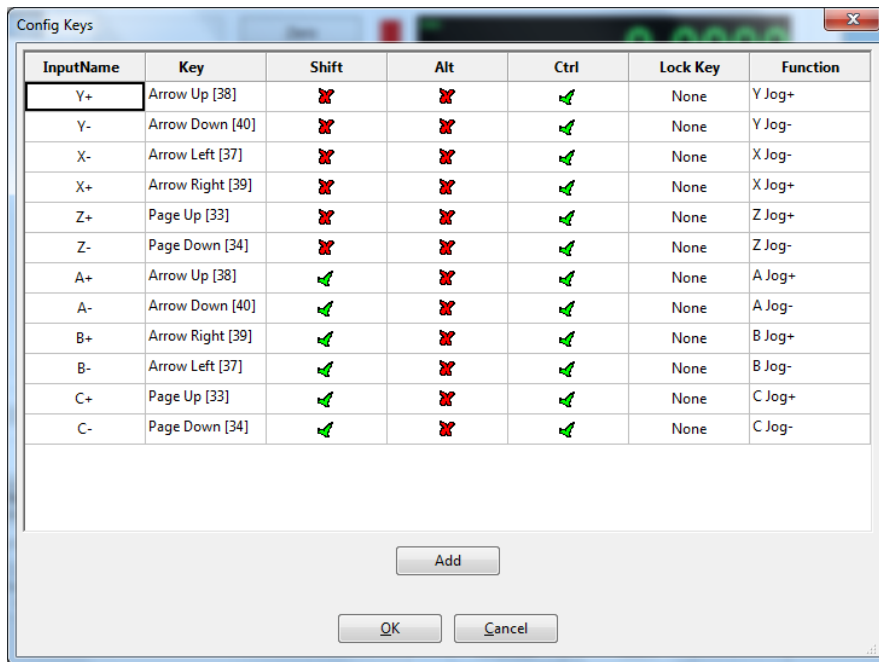 Config Keys
InputName Key Shift Alt Ctrl Lock Key Function
Y+ Arrow Up [38] None Y Jog+
Y- Arrow Down [40] None Y Jog-
X- Arrow Left [37] None X Jog-
X+ Arrow Right [39] None X Jog+
Z+ Page Up [33] None Z Jog+
Z- Page Down [34] None Z Jog-
A+ Arrow Up [38] None A Jog+
A- Arrow Down [40] None A Jog-
B+ Arrow Right [39] None B Jog+
B- Arrow Left [37] None B Jog-
C+ Page Up [33] None C Jog+
C- Page Down [34] None C Jog-
Add
OK Cancel